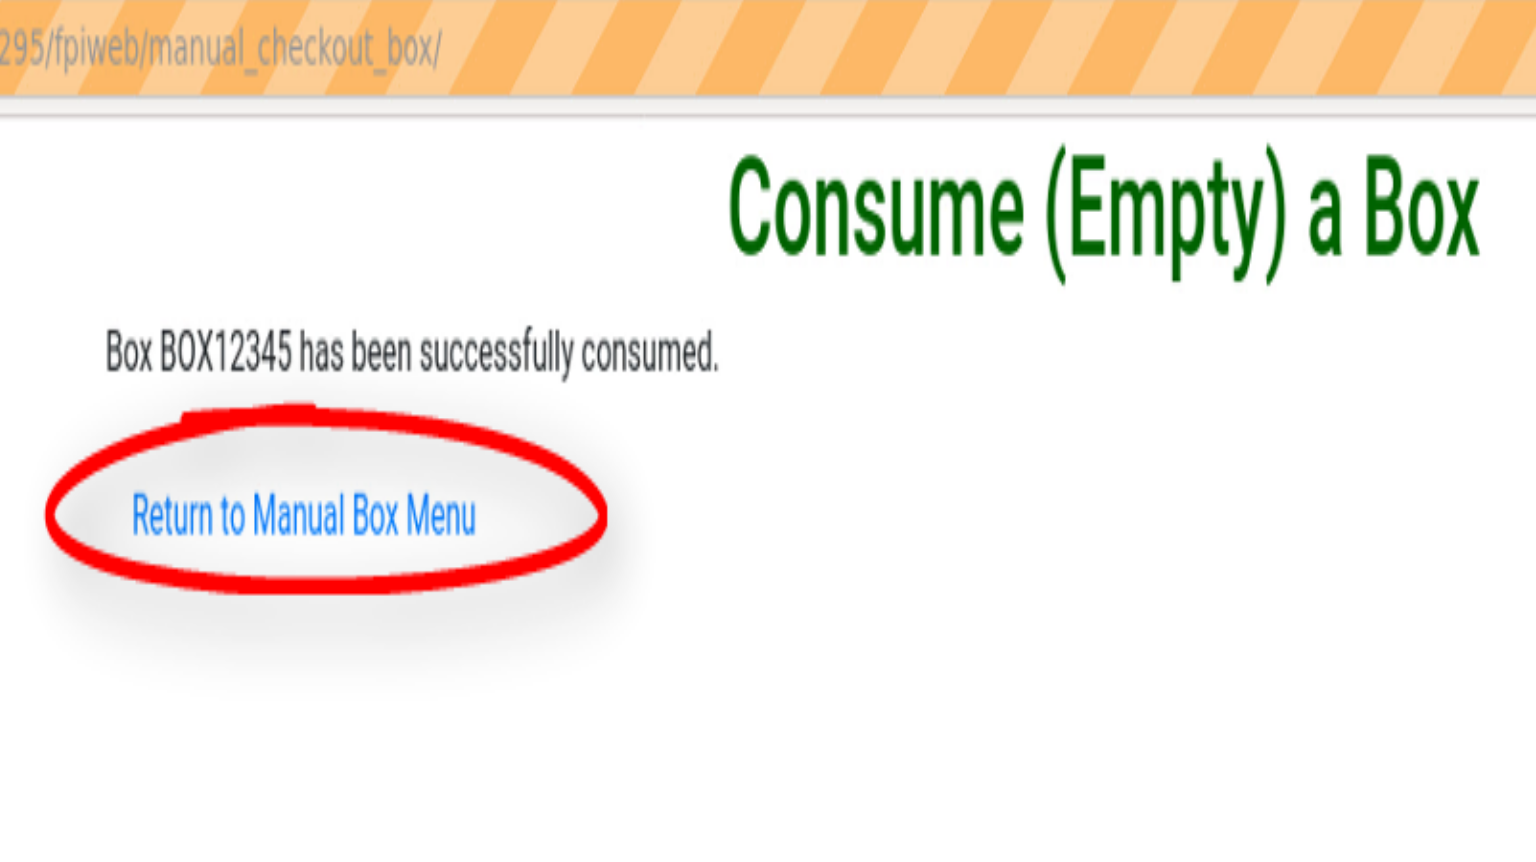 295/fpiweb/manual_checkout_box/
Consume (Empty) a Box
Box BOX12345 has been successfully consumed.
Return to Manual Box Menu